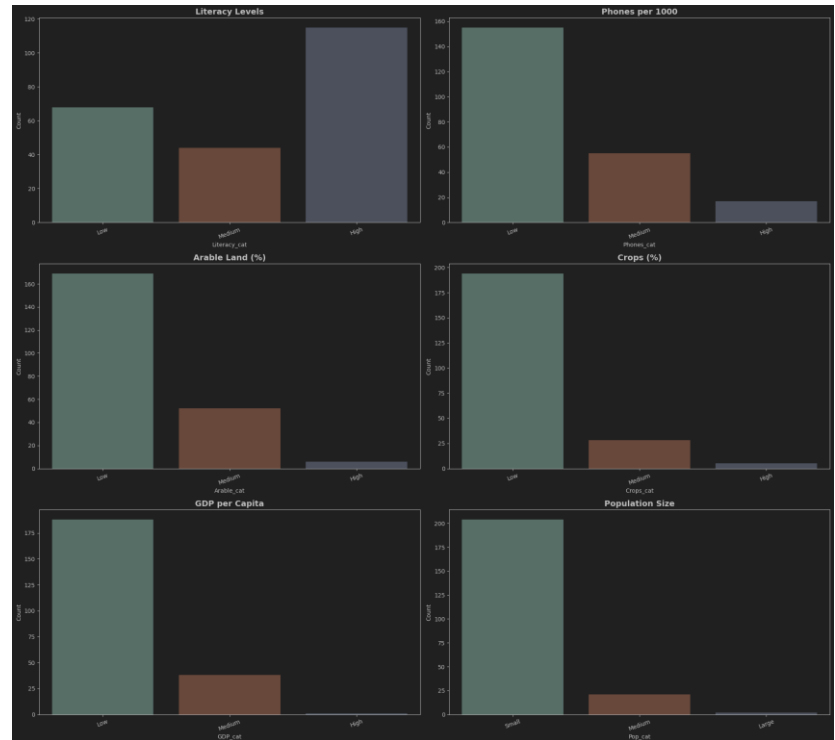 Literacy Levels
120
100
80
60
40
20
0
Count
Low
Medium
High
Literacy_cat
Phones per 1000
160
140
120
100
80
60
40
20
0
Count
Low
Medium
High
Phones_cat
Arable Land (%)
160
140
120
100
80
60
40
20
0
Count
Low
Medium
High
Arable_cat
Crops (%)
200
175
150
125
100
75
50
25
0
Count
Low
Medium
High
Crops_cat
GDP per Capita
175
150
125
100
75
50
25
0
Count
Low
Medium
High
GDP_cat
Population Size
200
175
150
125
100
75
50
25
0
Count
Small
Medium
Large
Pop_cat